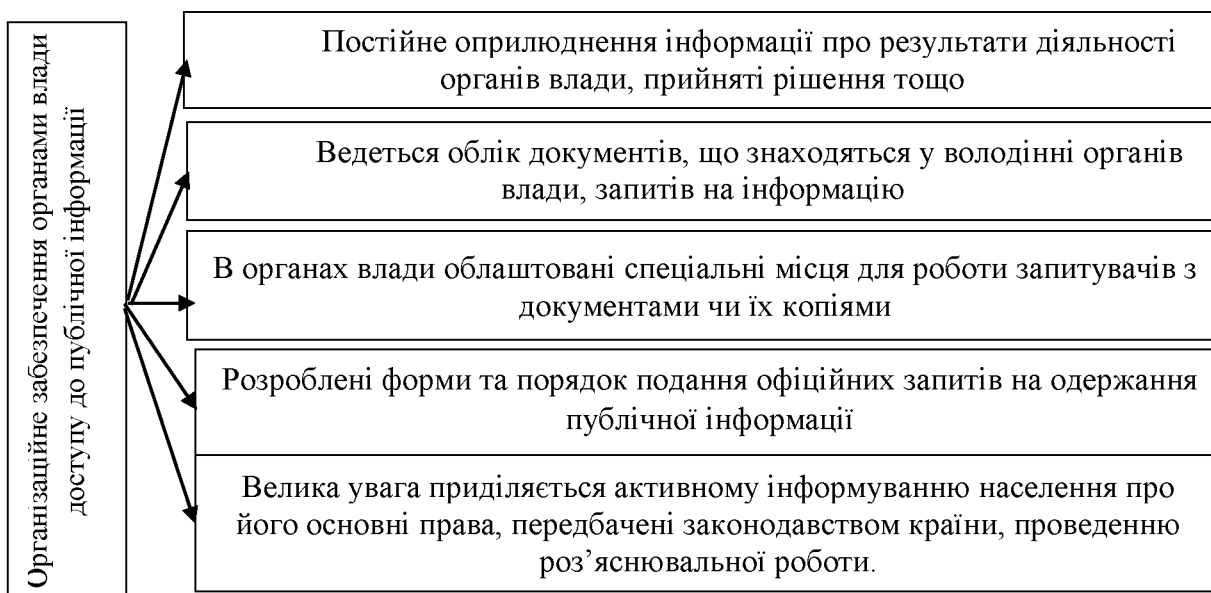 Організаційне забезпечення органами влади
доступу до публічної інформації
Постійне оприлюднення інформації про результати діяльності
органів влади, прийняті рішення тощо
Ведеться облік документів, що знаходяться у володінні органів
влади, запитів на інформацію
В органах влади облаштовані спеціальні місця для роботи запитувачів з
документами чи їх копіями
Розроблені форми та порядок подання офіційних запитів на одержання
публічної інформації
Велика увага приділяється активному інформуванню населення про
його основні права, передбачені законодавством країни, проведенню
роз’яснювальної роботи.